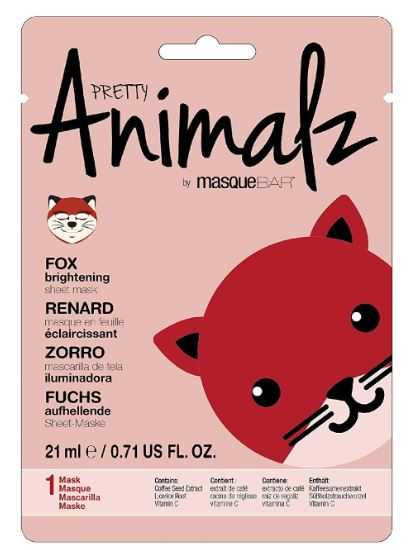 PRETTY
Animalz
by masqueBAR™
FOX
brightening
sheet mask
RENARD
masque en feuille
éclaircissant
ZORRO
mascarilla de tela
iluminadora
FUCHS
aufhellende
Sheet-Maske
21 ml e / 0.71 US FL. OZ.
1 Mask
Masque
Mascarilla
Maske
Contains:
Coffee Seed Extract
Licorice Root
Vitamin C
Contient :
extrait de café
racine de réglisse
vitamine C
Contiene:
extracto de café
raíz de regaliz
vitamina C
Enthält:
Kaffeesamenextrakt
Süßholzstrauchwurzel
Vitamin C